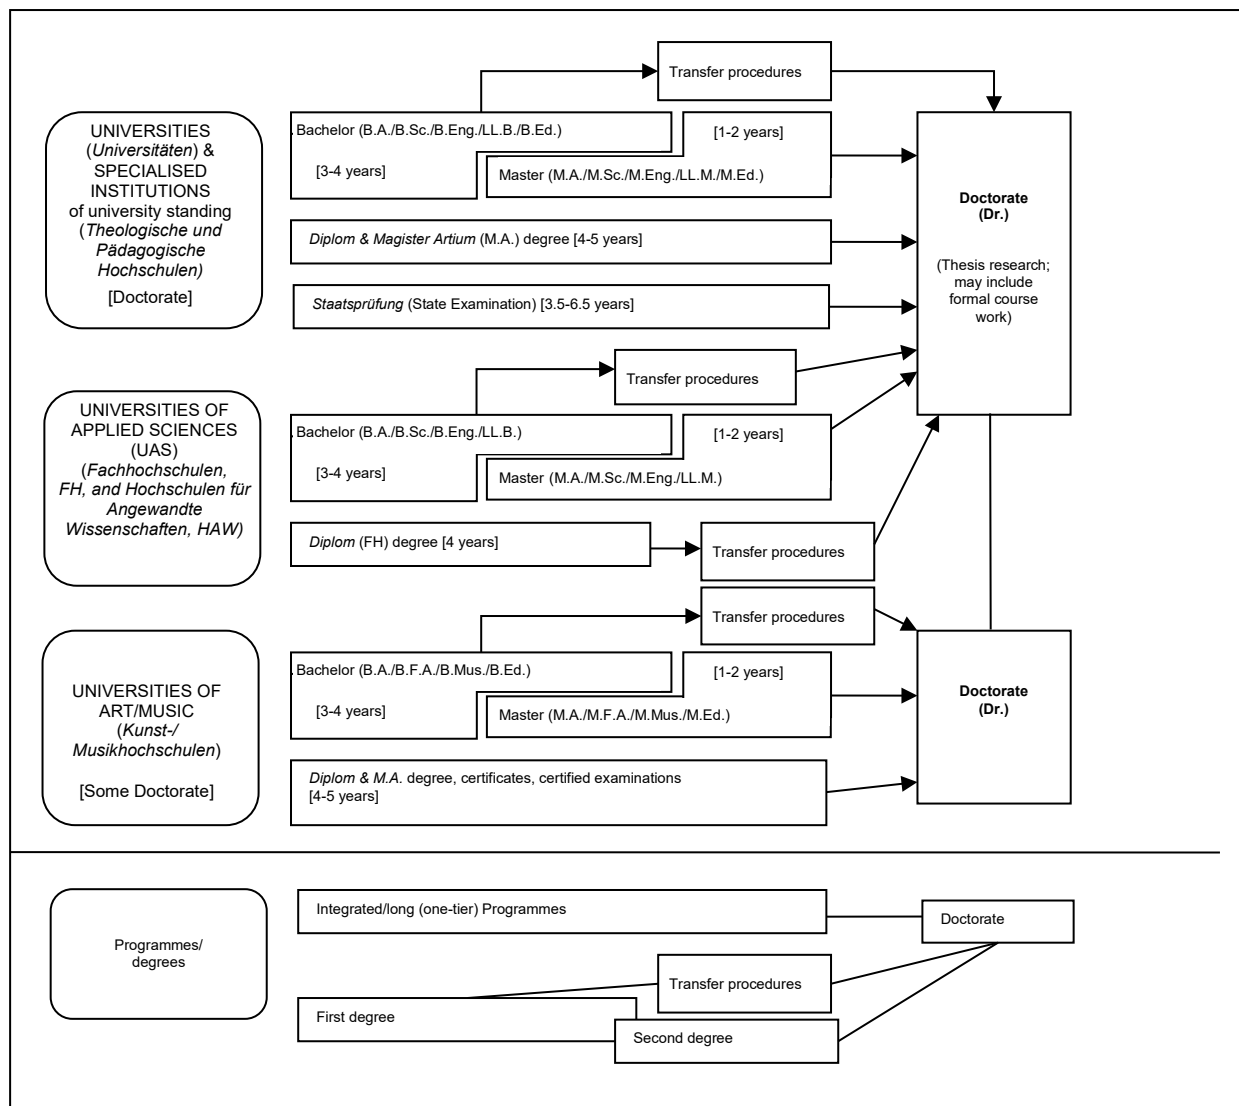 Transfer procedures
UNIVERSITIES
(Universitäten) &
SPECIALISED
INSTITUTIONS
of university standing
(Theologische und
Pädagogische
Hochschulen)
[Doctorate]
Bachelor (B.A./B.Sc./B.Eng./LL.B./B.Ed.)
[3-4 years]
[1-2 years]
Master (M.A./M.Sc./M.Eng./LL.M./M.Ed.)
Diplom & Magister Artium (M.A.) degree [4-5 years]
Staatsprüfung (State Examination) [3.5-6.5 years]
Doctorate
(Dr.)
(Thesis research;
may include
formal course
work)
Transfer procedures
UNIVERSITIES OF
APPLIED SCIENCES
(UAS)
(Fachhochschulen,
FH, and Hochschulen für
Angewandte
Wissenschaften, HAW)
Bachelor (B.A./B.Sc./B.Eng./LL.B.)
[3-4 years]
[1-2 years]
Master (M.A./M.Sc./M.Eng./LL.M.)
Diplom (FH) degree [4 years]
Transfer procedures
Transfer procedures
UNIVERSITIES OF
ART/MUSIC
(Kunst-/
Musikhochschulen)
[Some Doctorate]
Bachelor (B.A./B.F.A./B.Mus./B.Ed.)
[3-4 years]
[1-2 years]
Master (M.A./M.F.A./M.Mus./M.Ed.)
Diplom & M.A. degree, certificates, certified examinations
[4-5 years]
Doctorate
(Dr.)
Programmes/
degrees
Integrated/long (one-tier) Programmes
Doctorate
Transfer procedures
First degree
Second degree